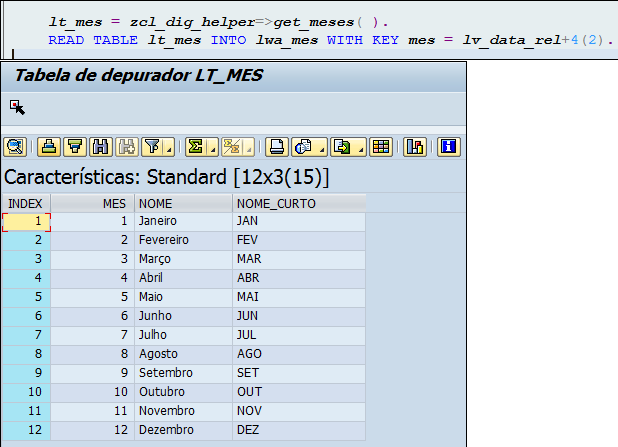 lt_mes = zcl_dig_helper=>get_meses( ).
READ TABLE lt_mes INTO lwa_mes WITH KEY mes = lv_data_rel+4(2).
Tabela de depurador LT_MES
Características: Standard [12x3(15)]
INDEX MES NOME NOME_CURTO
1 1 Janeiro JAN
2 2 Fevereiro FEV
3 3 Março MAR
4 4 Abril ABR
5 5 Maio MAI
6 6 Junho JUN
7 7 Julho JUL
8 8 Agosto AGO
9 9 Setembro SET
10 10 Outubro OUT
11 11 Novembro NOV
12 12 Dezembro DEZ